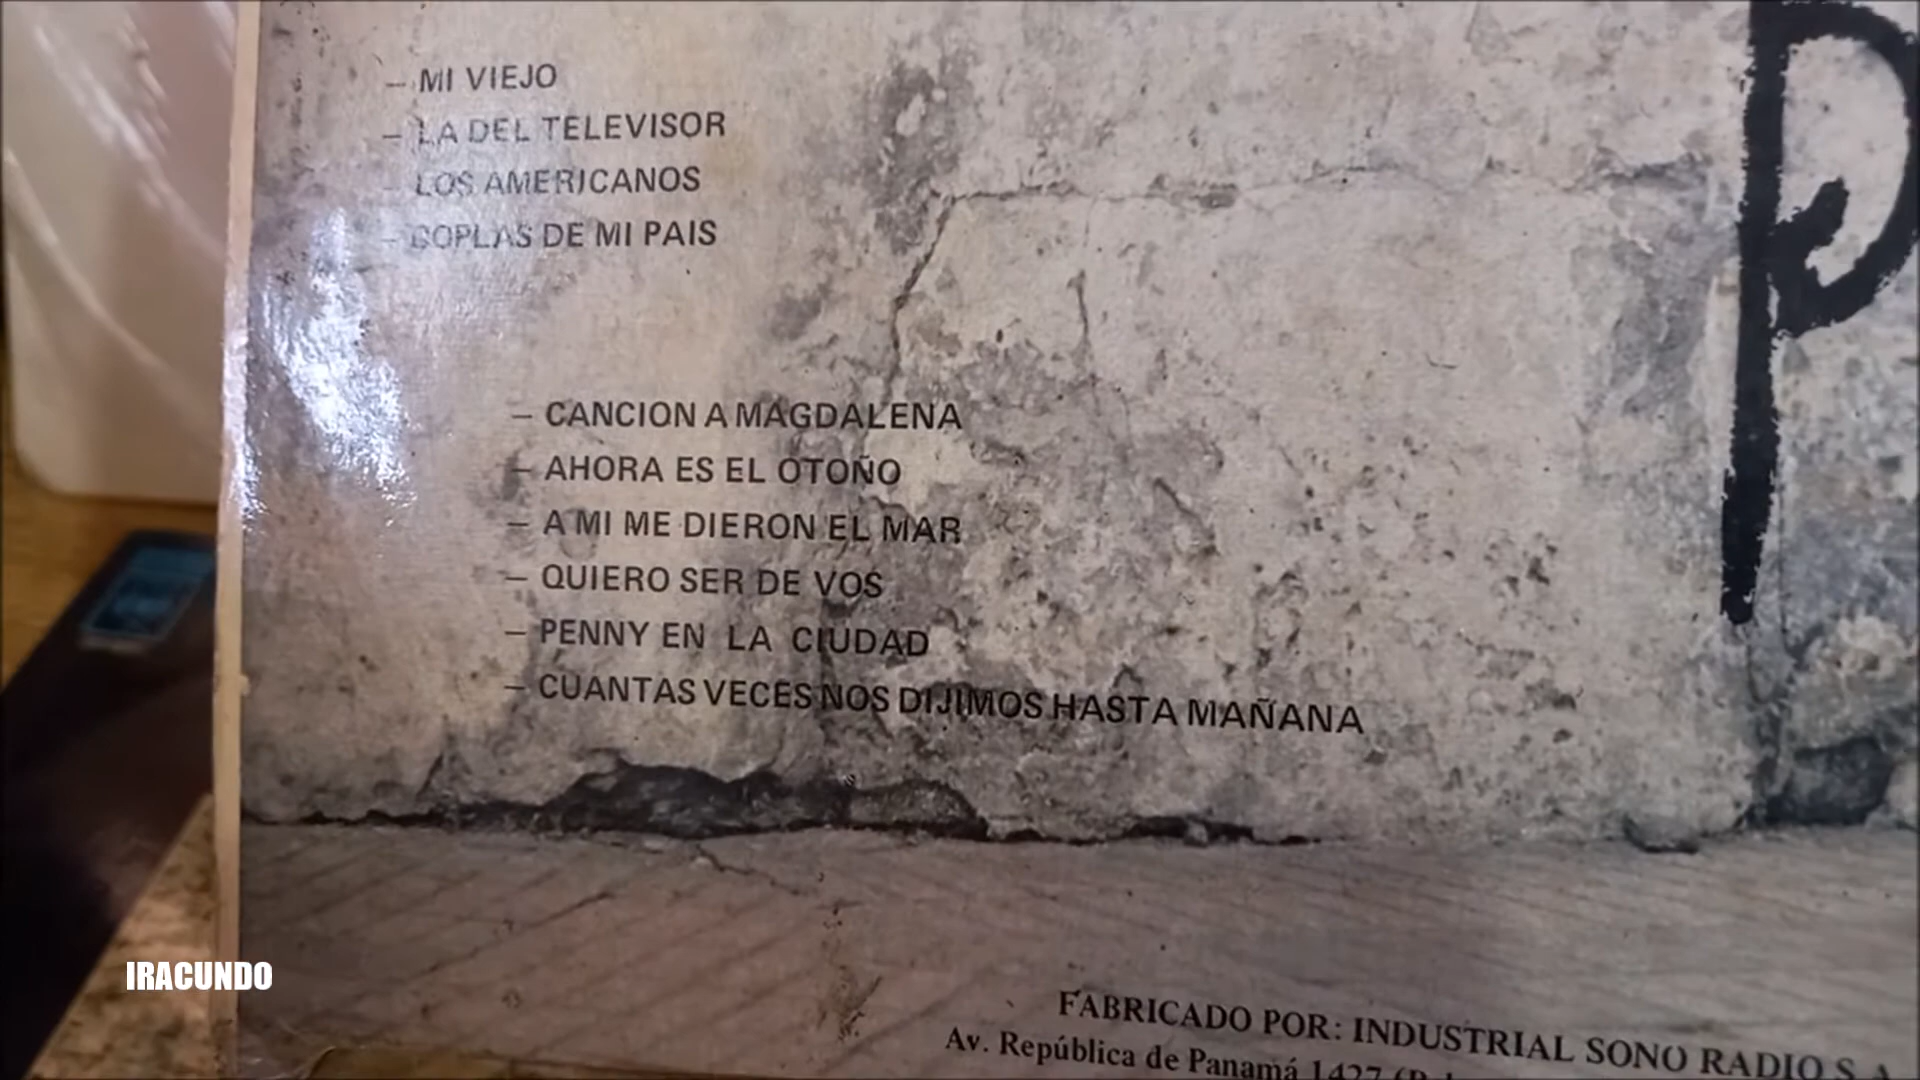 – MI VIEJO
– LA DEL TELEVISOR
– LOS AMERICANOS
– COPLAS DE MI PAIS
– CANCION A MAGDALENA
– AHORA ES EL OTOÑO
– A MI ME DIERON EL MAR
– QUIERO SER DE VOS
– PENNY EN LA CIUDAD
– CUANTAS VECES NOS DIJIMOS HASTA MAÑANA
P
IRACUNDO
FABRICADO POR: INDUSTRIAL SONO RADIO S.A.
Av. República de Panamá 1427